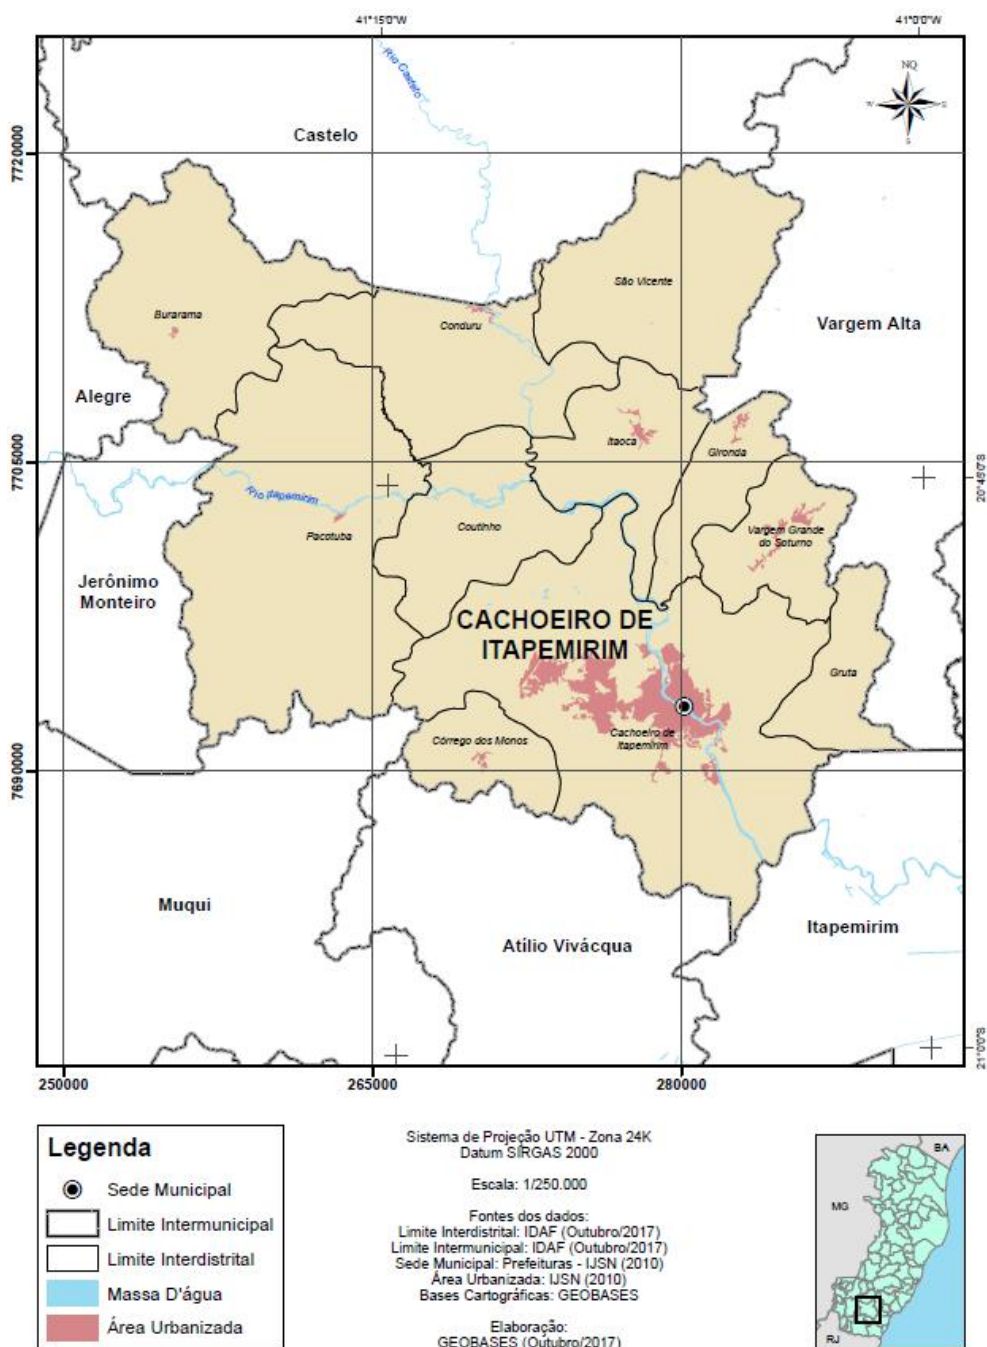 41°15'0"W
41°0'0"W
NQ
W
E
S
Rio Castelo
Castelo
7720000
São Vicente
Burarama
Conduru
Vargem Alta
Alegre
Itaoca
Gironda
7705000
20°45'0"S
Rio Itapemirim
Coutinho
Vargem Grande
do Soturno
Pacotuba
Jerônimo
Monteiro
CACHOEIRO DE
ITAPEMIRIM
Gruta
Córrego dos Monos
Cachoeiro de
Itapemirim
7690000
Muqui
Itapemirim
Atílio Vivácqua
21°0'0"S
250000
265000
280000
Legenda
Sede Municipal
Limite Intermunicipal
Limite Interdistrital
Massa D'água
Área Urbanizada
Sistema de Projeção UTM - Zona 24K
Datum SIRGAS 2000
Escala: 1/250.000
Fontes dos dados:
Limite Interdistrital: IDAF (Outubro/2017)
Limite Intermunicipal: IDAF (Outubro/2017)
Sede Municipal: Prefeituras - IJSN (2010)
Área Urbanizada: IJSN (2010)
Bases Cartográficas: GEOBASES
Elaboração:
GEOBASES (Outubro/2017)
BA
MG
RJ